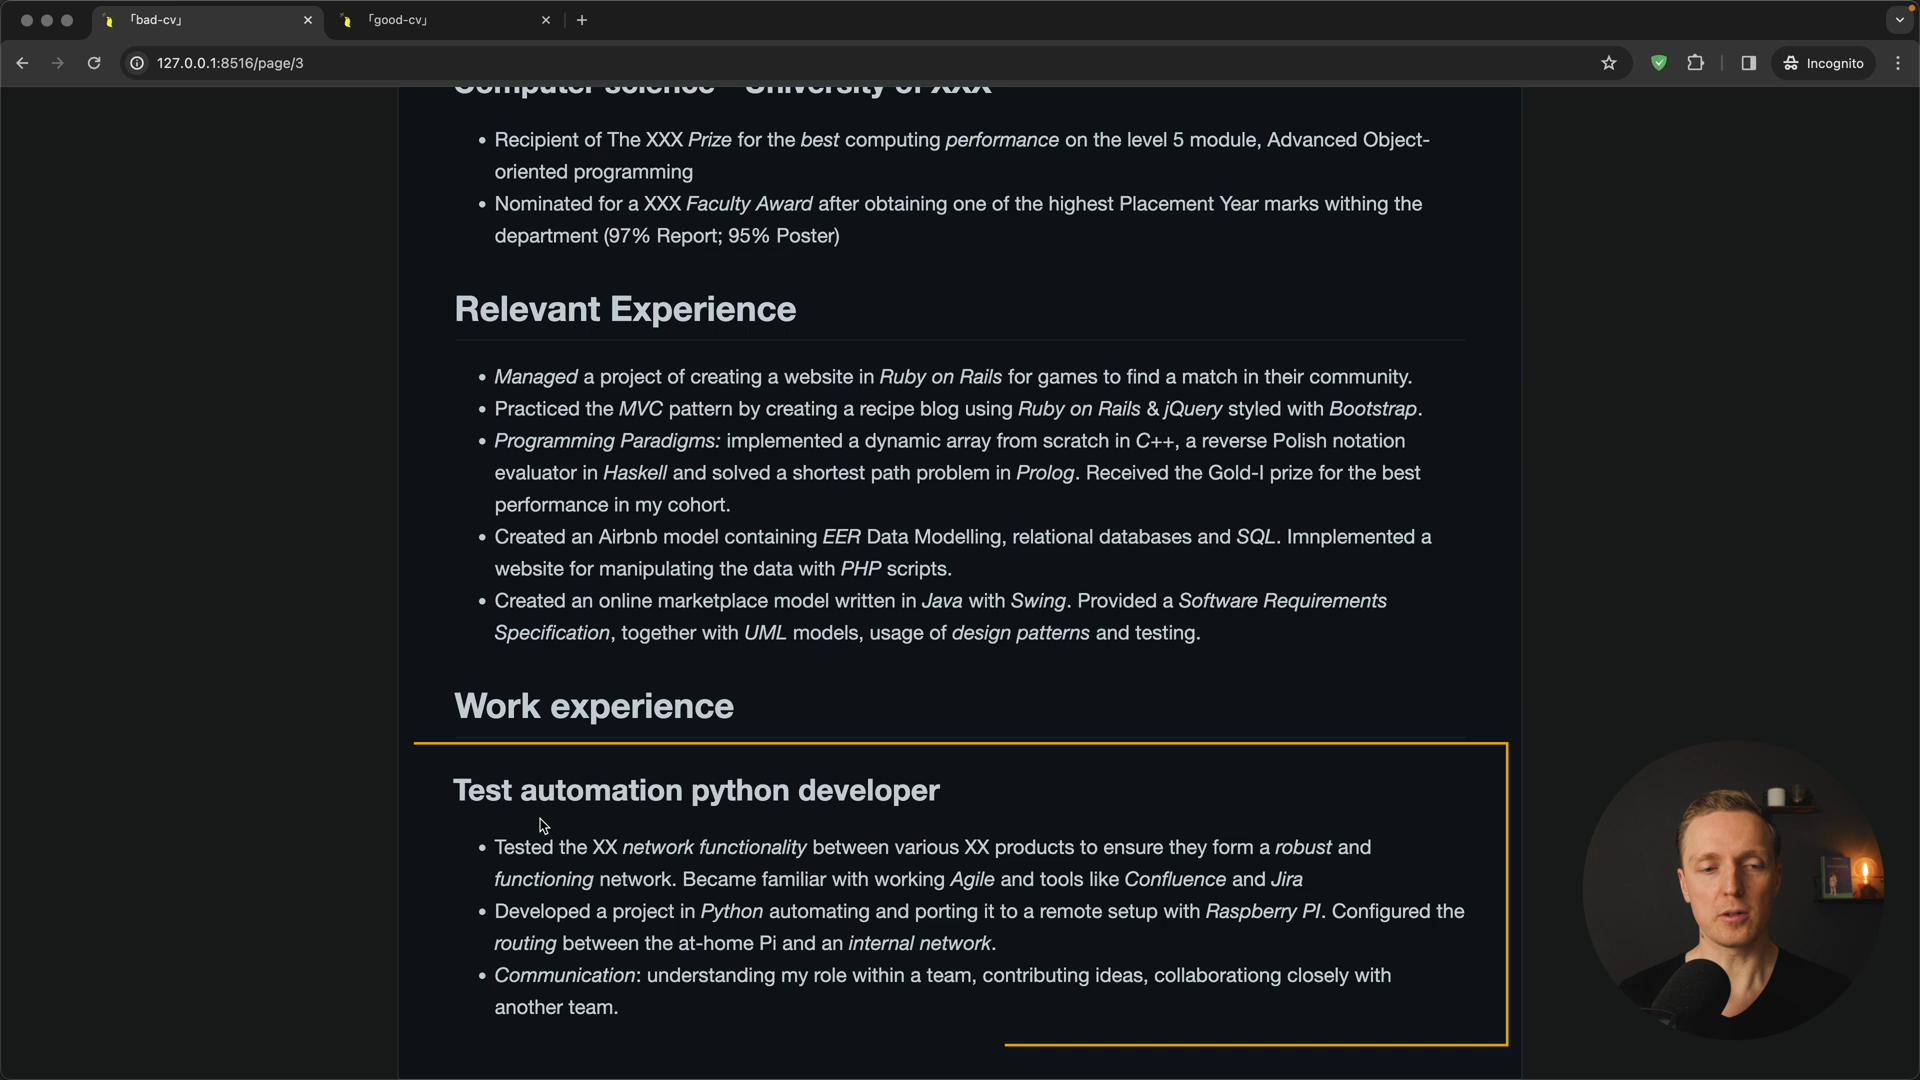 「bad-cv」
「good-cv」
127.0.0.1:8516/page/3
Incognito
Computer science - University of XXX
• Recipient of The XXX Prize for the best computing performance on the level 5 module, Advanced Object-
oriented programming
• Nominated for a XXX Faculty Award after obtaining one of the highest Placement Year marks withing the
department (97% Report; 95% Poster)
Relevant Experience
• Managed a project of creating a website in Ruby on Rails for games to find a match in their community.
• Practiced the MVC pattern by creating a recipe blog using Ruby on Rails & jQuery styled with Bootstrap.
• Programming Paradigms: implemented a dynamic array from scratch in C++, a reverse Polish notation
evaluator in Haskell and solved a shortest path problem in Prolog. Received the Gold-I prize for the best
performance in my cohort.
• Created an Airbnb model containing EER Data Modelling, relational databases and SQL. Imnplemented a
website for manipulating the data with PHP scripts.
• Created an online marketplace model written in Java with Swing. Provided a Software Requirements
Specification, together with UML models, usage of design patterns and testing.
Work experience
Test automation python developer
• Tested the XX network functionality between various XX products to ensure they form a robust and
functioning network. Became familiar with working Agile and tools like Confluence and Jira
• Developed a project in Python automating and porting it to a remote setup with Raspberry PI. Configured the
routing between the at-home Pi and an internal network.
• Communication: understanding my role within a team, contributing ideas, collaborationg closely with
another team.